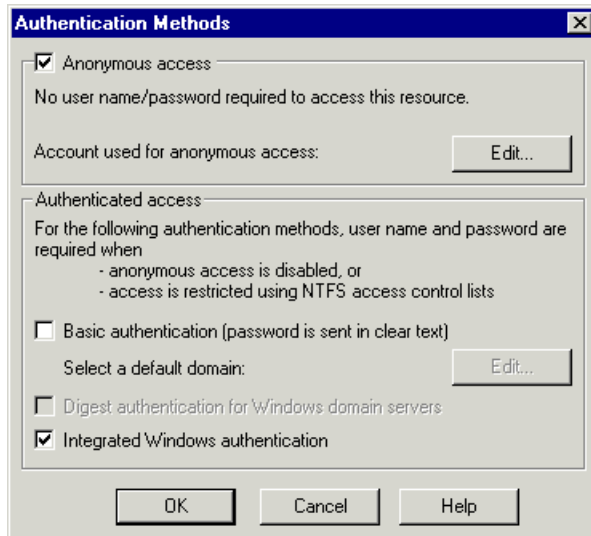 Authentication Methods
Anonymous access
No user name/password required to access this resource.
Account used for anonymous access:
Edit...
Authenticated access
For the following authentication methods, user name and password are
required when
- anonymous access is disabled, or
- access is restricted using NTFS access control lists
Basic authentication (password is sent in clear text)
Select a default domain:
Edit...
Digest authentication for Windows domain servers
Integrated Windows authentication
OK
Cancel
Help